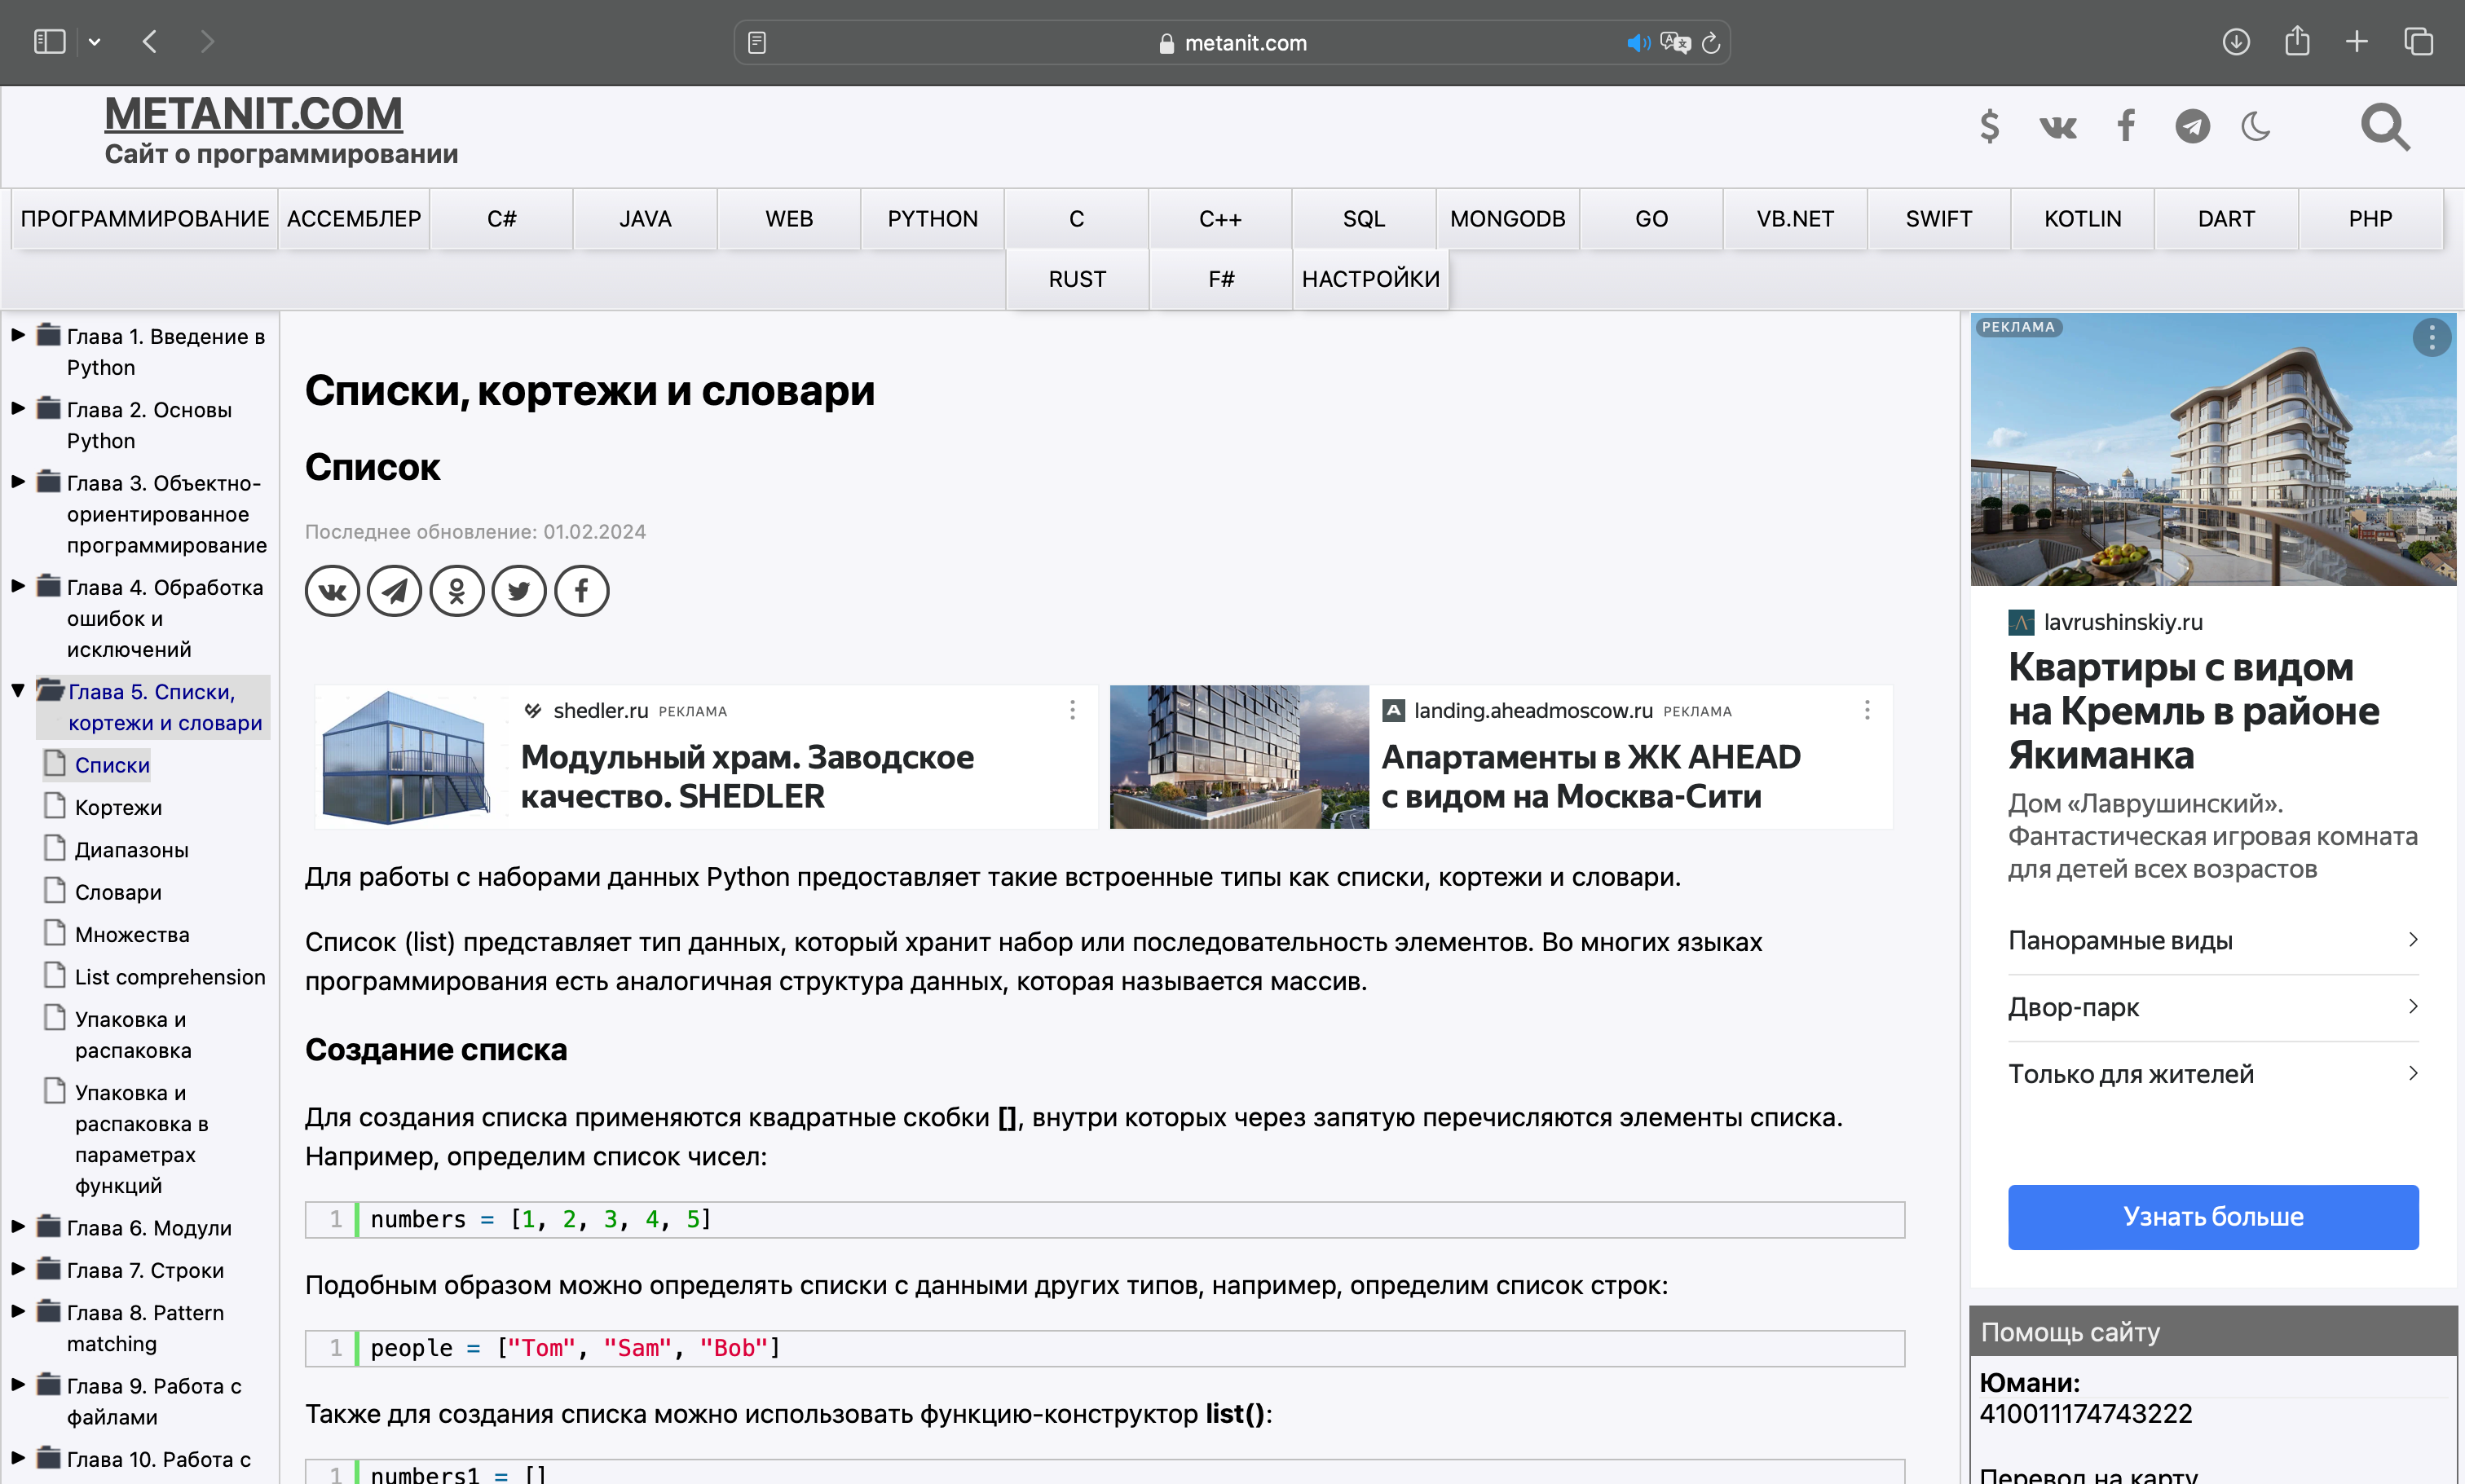 metanit.com
METANIT.COM
Сайт о программировании
ПРОГРАММИРОВАНИЕ
АССЕМБЛЕР
C#
JAVA
WEB
PYTHON
C
C++
SQL
MONGODB
GO
VB.NET
SWIFT
KOTLIN
DART
PHP
RUST
F#
НАСТРОЙКИ
Глава 1. Введение в
Python
Глава 2. Основы
Python
Глава 3. Объектно-
ориентированное
программирование
Глава 4. Обработка
ошибок и
исключений
Глава 5. Списки,
кортежи и словари
Списки
Кортежи
Диапазоны
Словари
Множества
List comprehension
Упаковка и
распаковка
Упаковка и
распаковка в
параметрах
функций
Глава 6. Модули
Глава 7. Строки
Глава 8. Pattern
matching
Глава 9. Работа с
файлами
Глава 10. Работа с
Списки, кортежи и словари
Список
Последнее обновление: 01.02.2024
shedler.ru РЕКЛАМА
Модульный храм. Заводское
качество. SHEDLER
landing.aheadmoscow.ru РЕКЛАМА
Апартаменты в ЖК AHEAD
с видом на Москва-Сити
Для работы с наборами данных Python предоставляет такие встроенные типы как списки, кортежи и словари.
Список (list) представляет тип данных, который хранит набор или последовательность элементов. Во многих языках
программирования есть аналогичная структура данных, которая называется массив.
Создание списка
Для создания списка применяются квадратные скобки [], внутри которых через запятую перечисляются элементы списка.
Например, определим список чисел:
1 numbers = [1, 2, 3, 4, 5]
Подобным образом можно определять списки с данными других типов, например, определим список строк:
1 people = ["Tom", "Sam", "Bob"]
Также для создания списка можно использовать функцию-конструктор list():
1 numbers1 = []
РЕКЛАМА
lavrushinskiy.ru
Квартиры с видом
на Кремль в районе
Якиманка
Дом «Лаврушинский».
Фантастическая игровая комната
для детей всех возрастов
Панорамные виды
Двор-парк
Только для жителей
Узнать больше
Помощь сайту
Юмани:
410011174743222
Перевод на карту